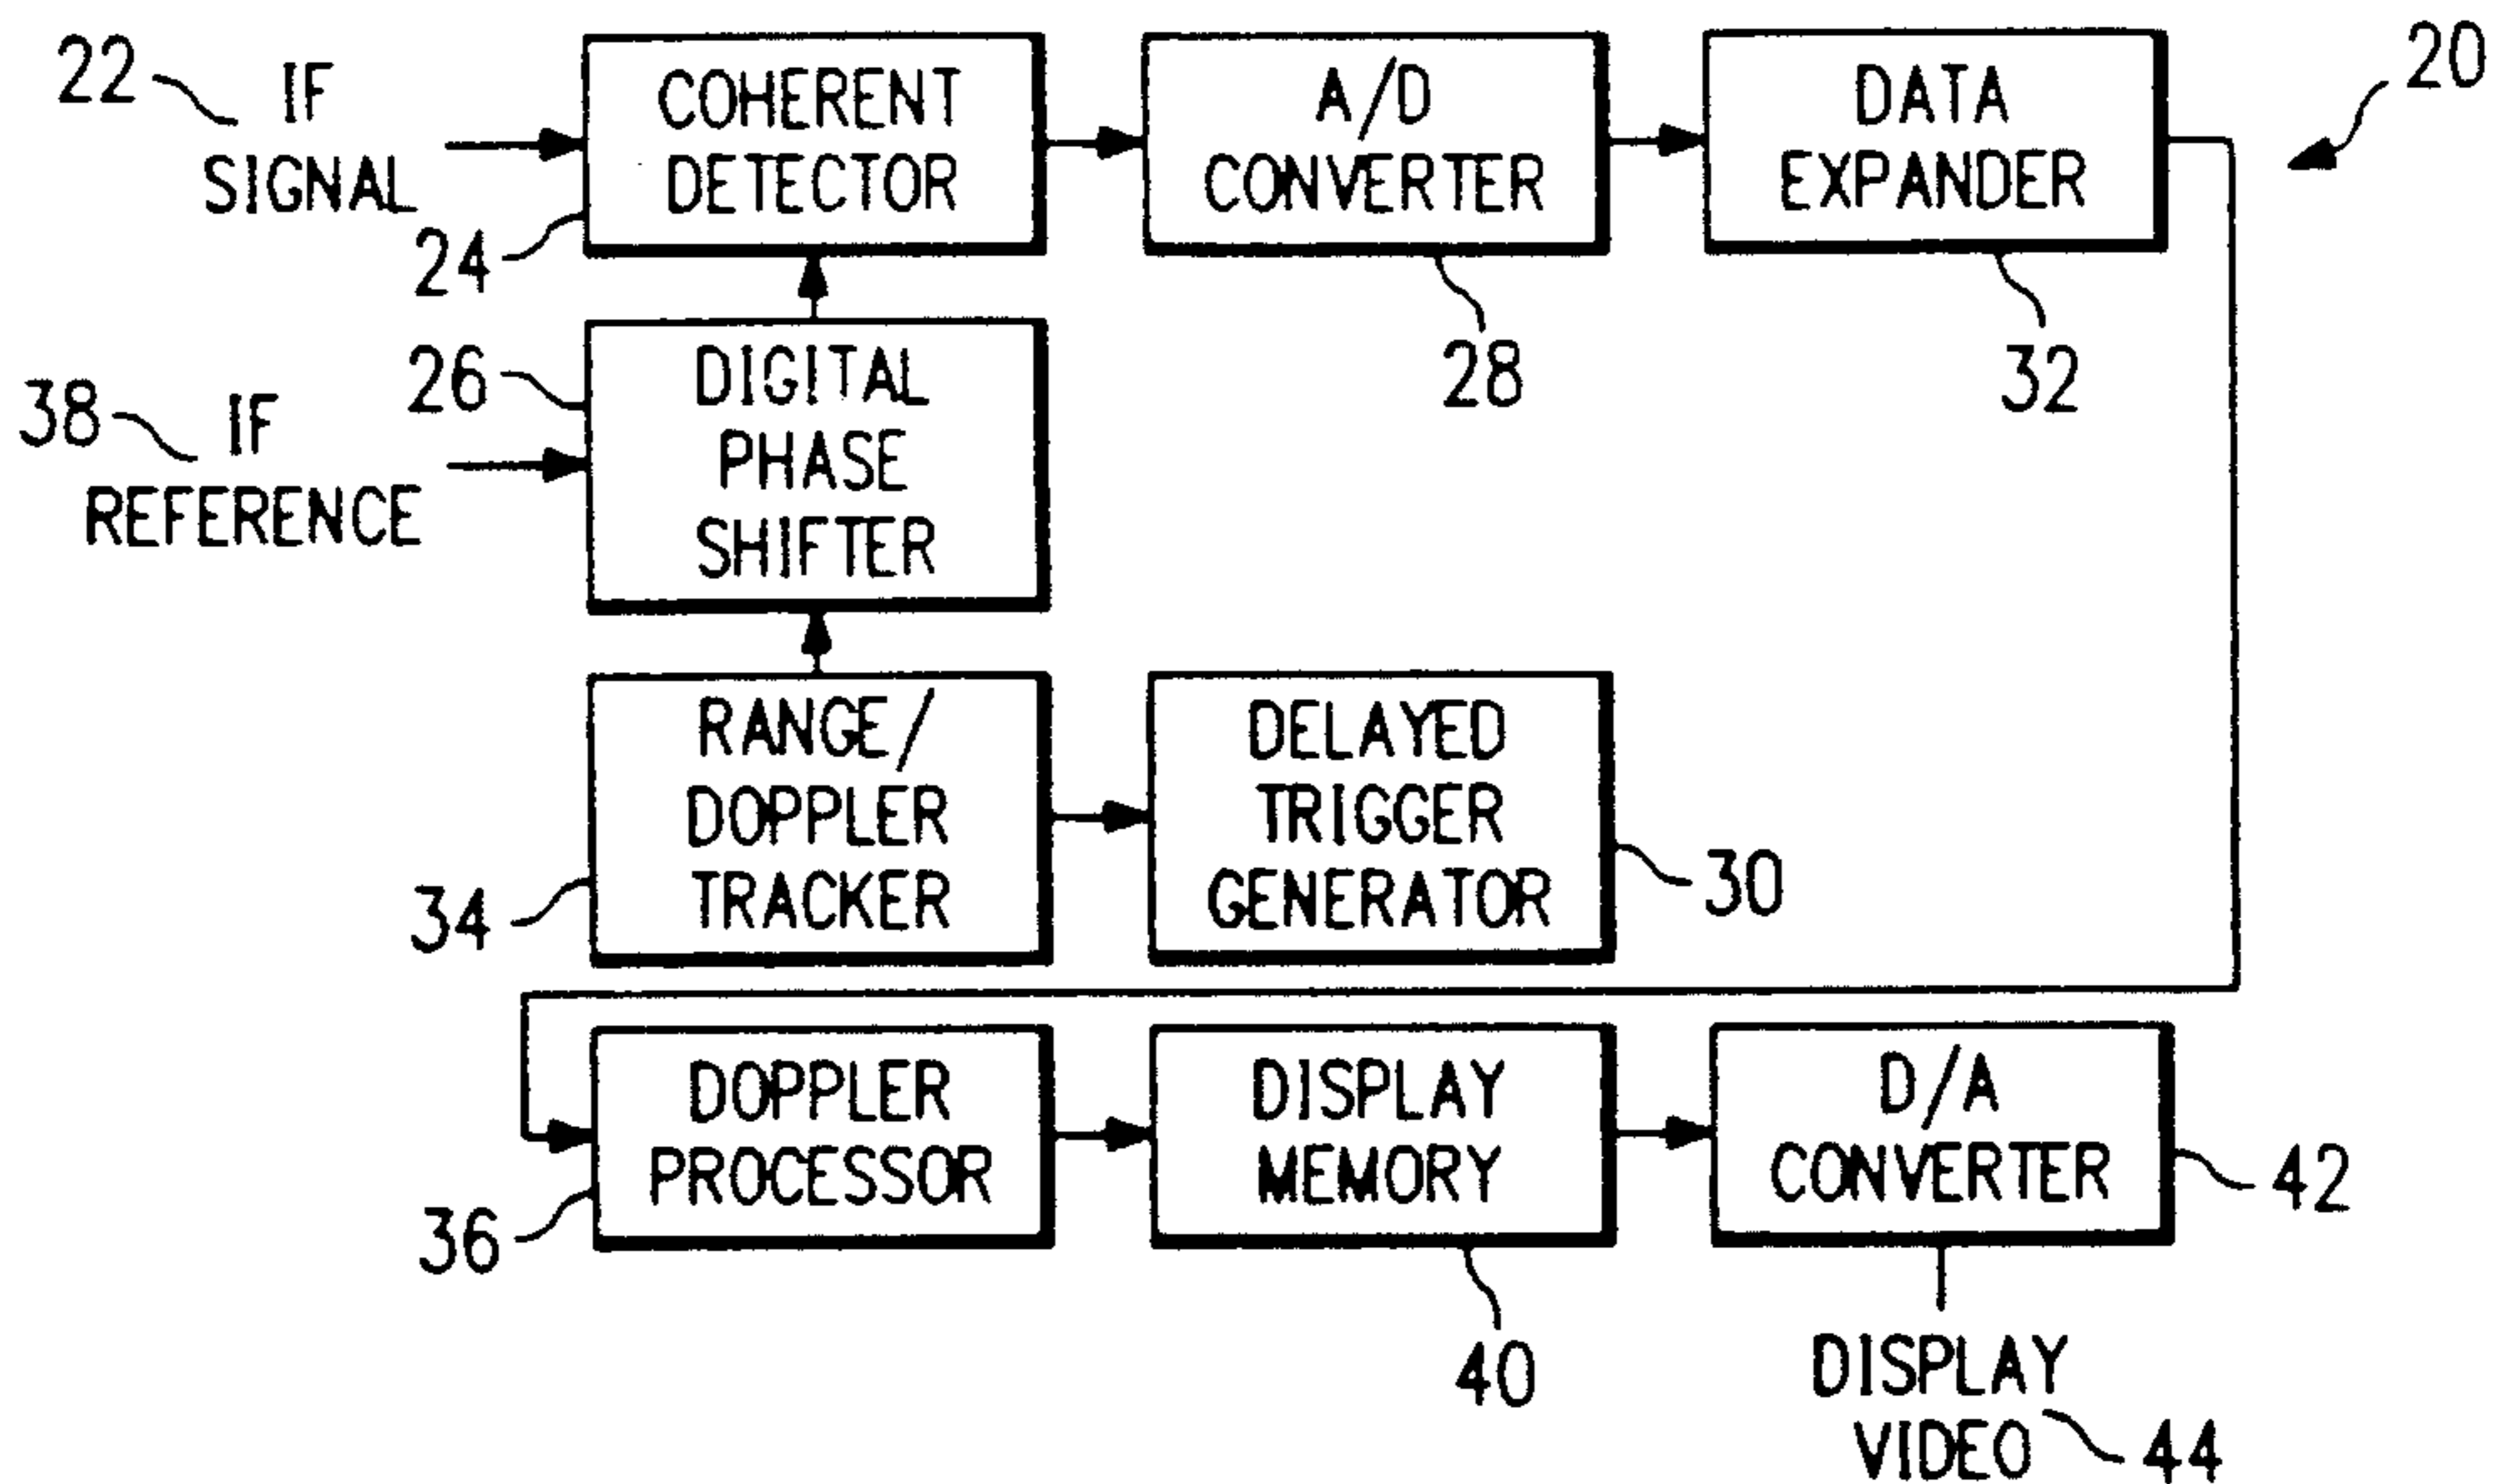 22
IF
SIGNAL
COHERENT
DETECTOR
24
A/D
CONVERTER
28
DATA
EXPANDER
32
20
38
IF
REFERENCE
26
DIGITAL
PHASE
SHIFTER
RANGE/
DOPPLER
TRACKER
34
DELAYED
TRIGGER
GENERATOR
30
DOPPLER
PROCESSOR
36
DISPLAY
MEMORY
40
D/A
CONVERTER
42
DISPLAY
VIDEO
44